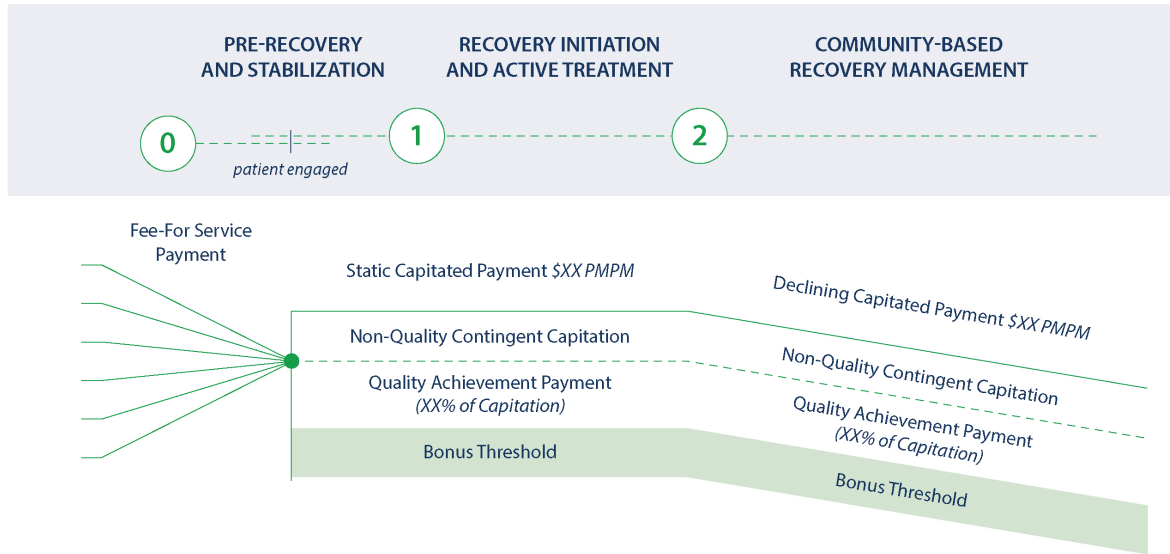 PRE-RECOVERY
AND STABILIZATION
RECOVERY INITIATION
AND ACTIVE TREATMENT
COMMUNITY-BASED
RECOVERY MANAGEMENT
0
1
2
patient engaged
Fee-For Service
Payment
Static Capitated Payment $XX PMPM
Non-Quality Contingent Capitation
Quality Achievement Payment
(XX% of Capitation)
Bonus Threshold
Declining Capitated Payment $XX PMPM
Non-Quality Contingent Capitation
Quality Achievement Payment
(XX% of Capitation)
Bonus Threshold